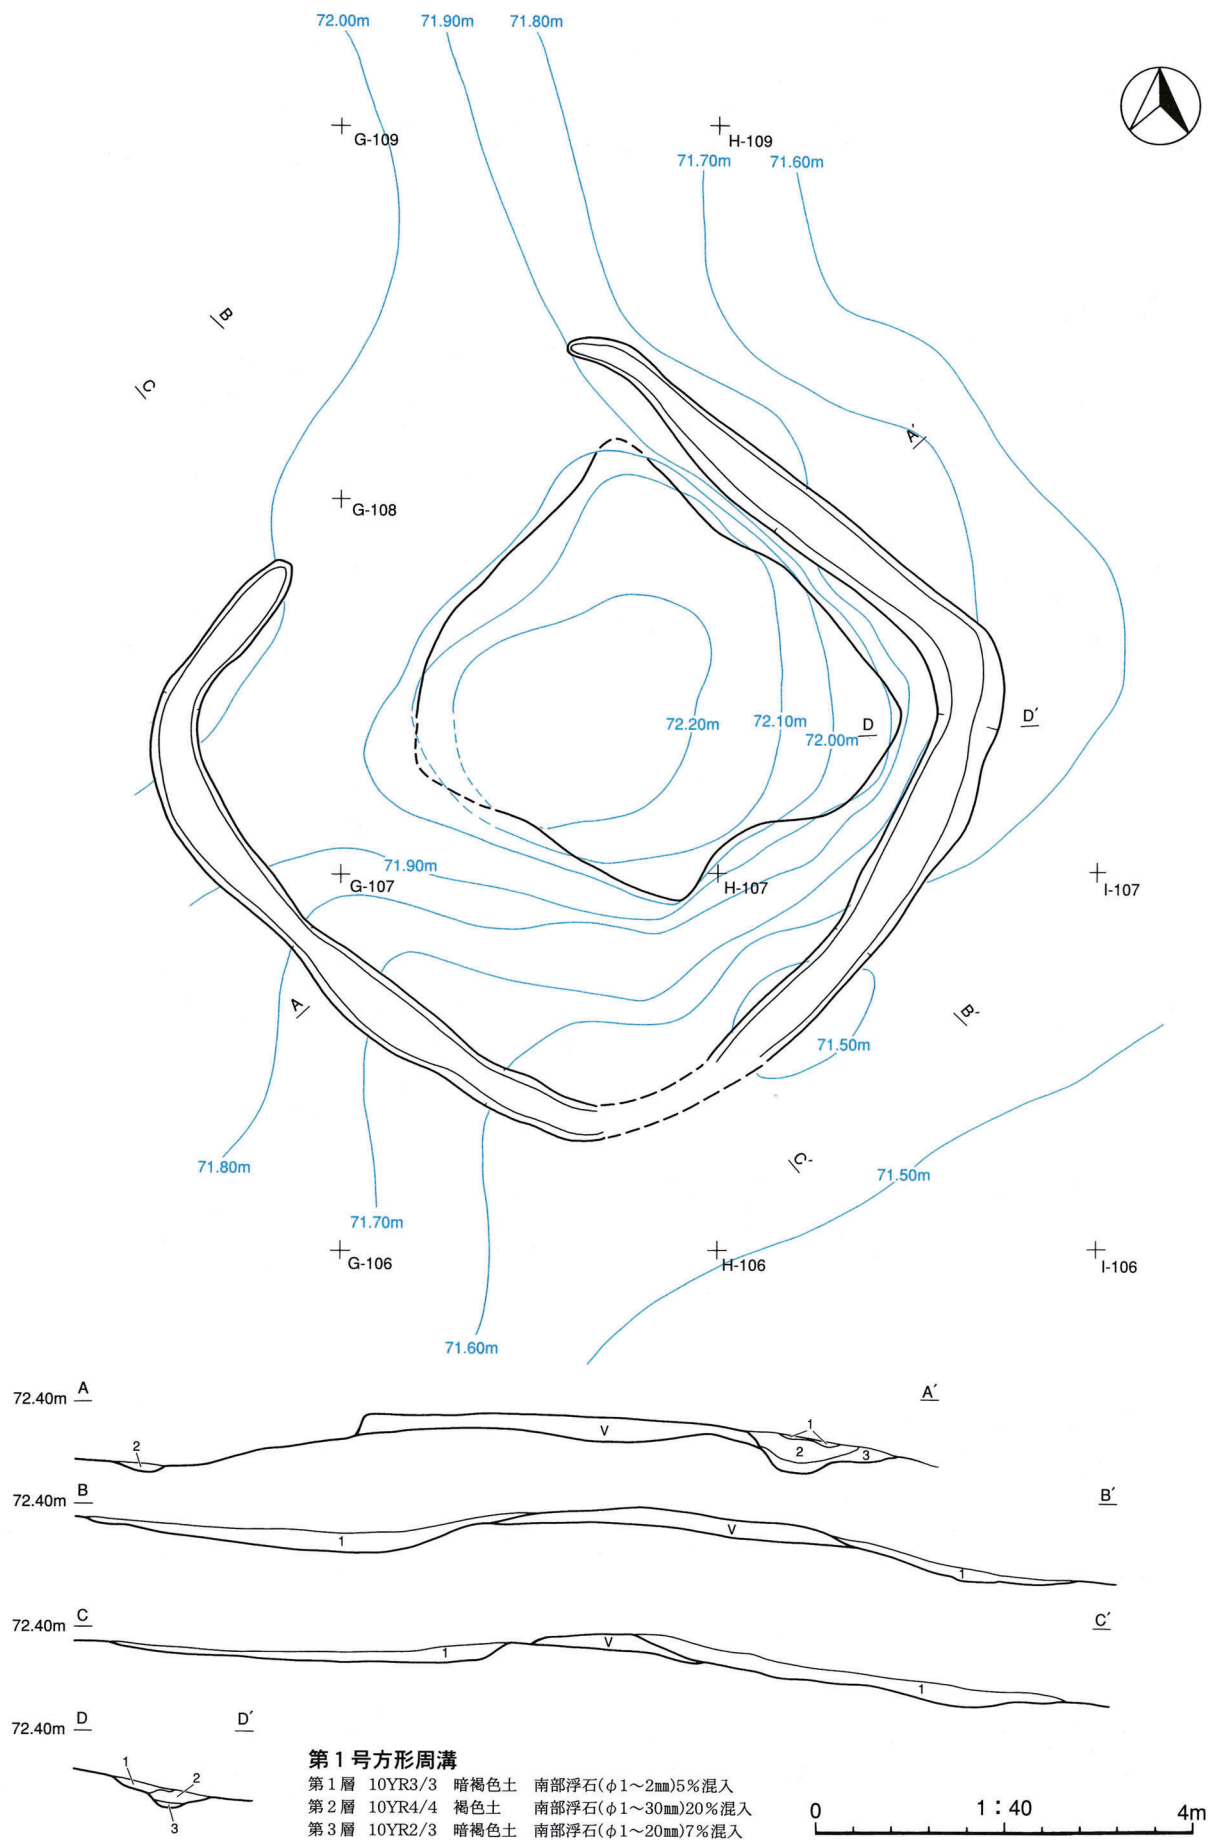 72.00m 71.90m 71.80m
G-109 H-109
71.70m 71.60m
B
C
A′
G-108
72.20m 72.10m 72.00m D D′
71.90m
G-107 H-107 I-107
A
B′
71.50m
C′
71.80m
71.50m
71.70m
G-106 H-106 I-106
71.60m
72.40m A A′
1
2 V 2 3
72.40m B B′
1 V 1
72.40m C C′
1 V 1
72.40m D D′
1 2
3
第1号方形周溝
第1層 10YR3/3 暗褐色土 南部浮石(φ1～2㎜)5％混入
第2層 10YR4/4 褐色土 南部浮石(φ1～30㎜)20％混入
第3層 10YR2/3 暗褐色土 南部浮石(φ1～20㎜)7％混入
0 1：40 4m